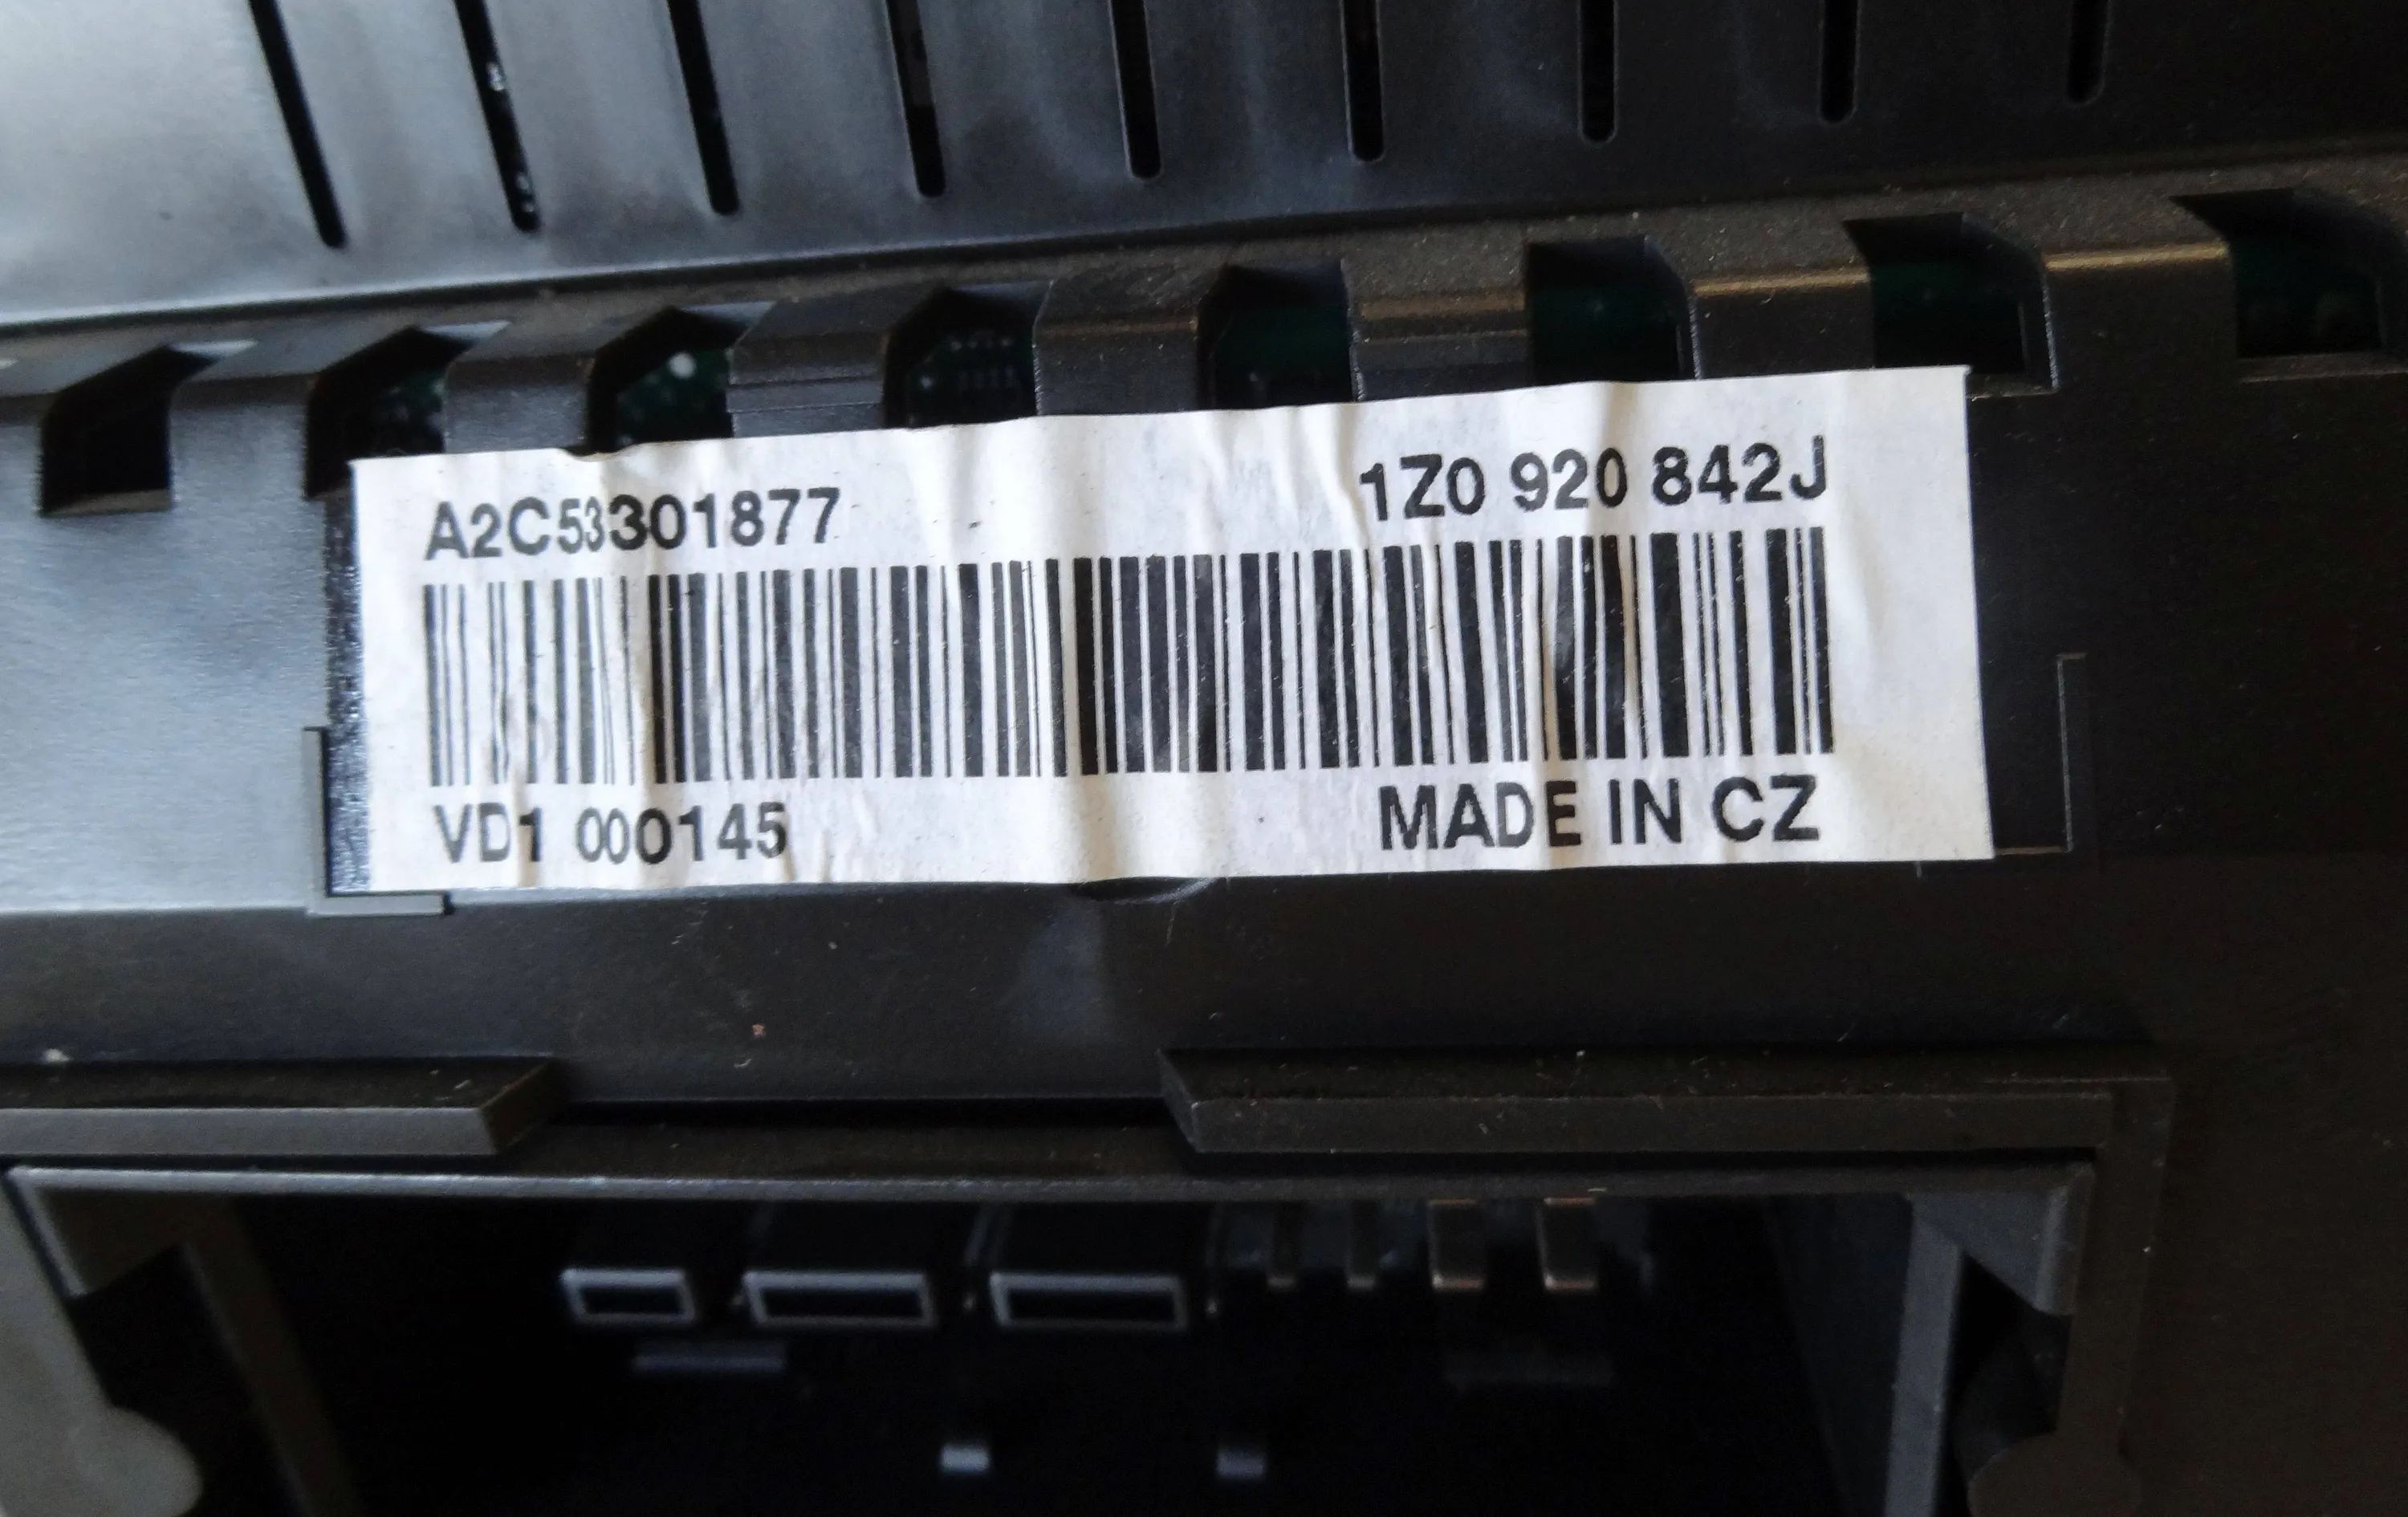 A2C53301877 1Z0 920 842J
VD1 000145 MADE IN CZ